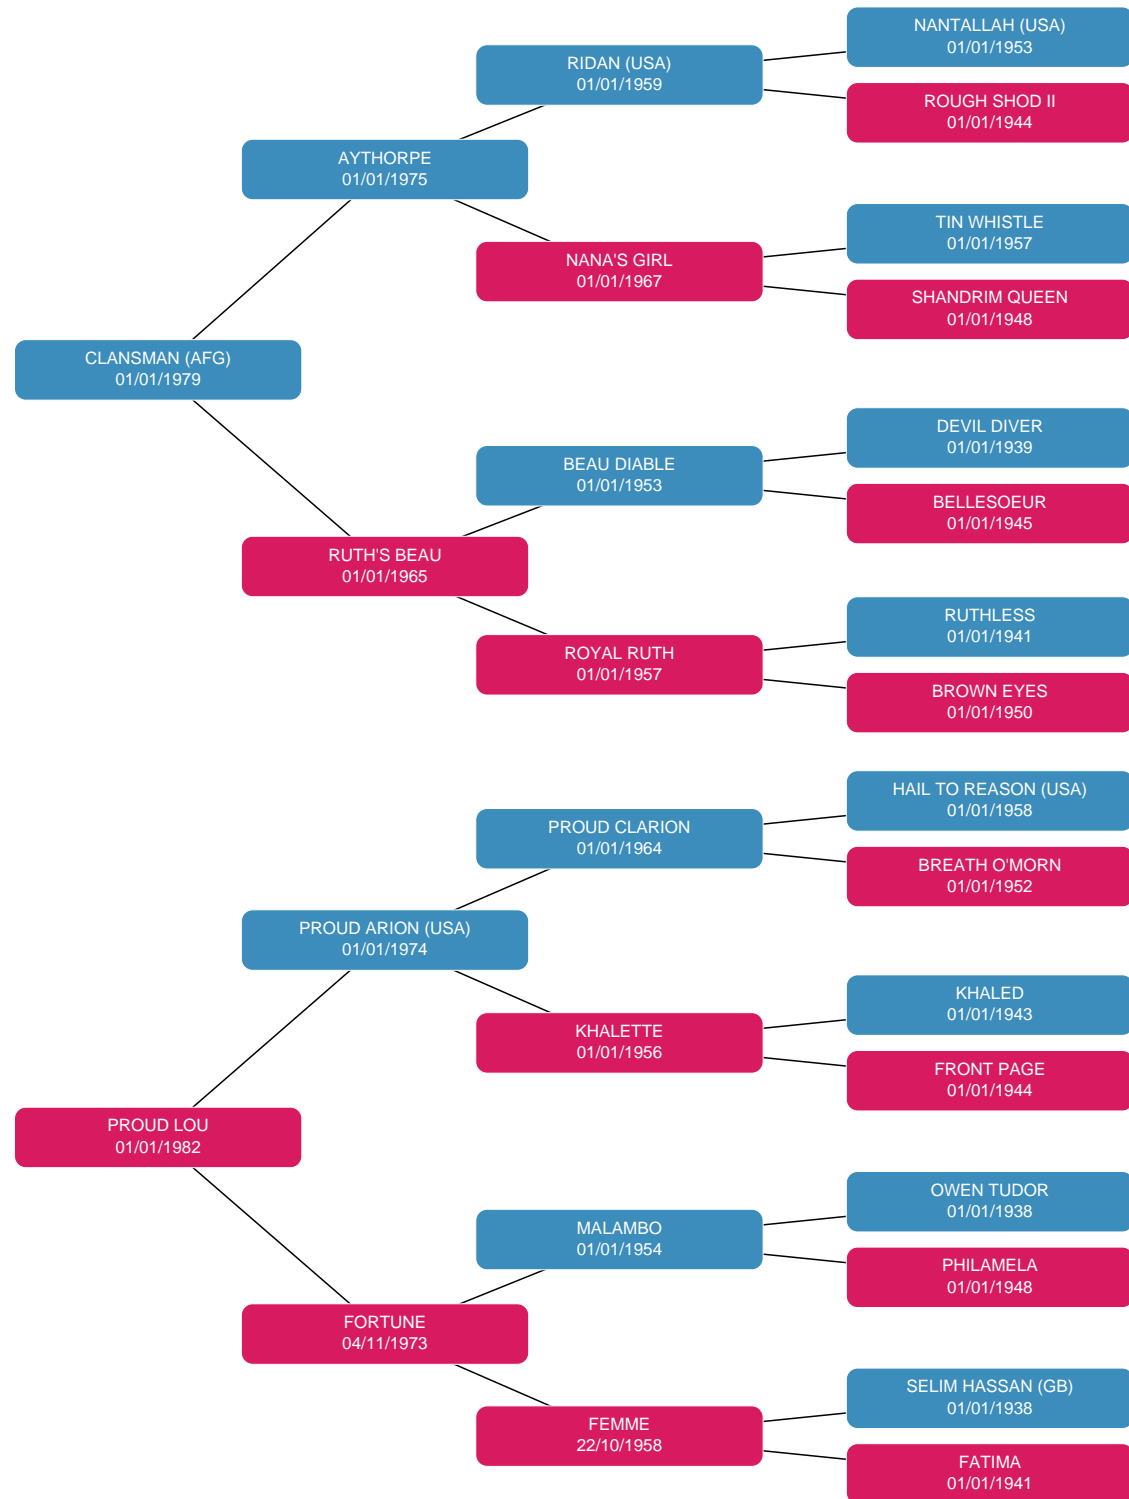 NANTALLAH (USA)
01/01/1953
RIDAN (USA)
01/01/1959
ROUGH SHOD II
01/01/1944
AYTHORPE
01/01/1975
TIN WHISTLE
01/01/1957
NANA'S GIRL
01/01/1967
SHANDRIM QUEEN
01/01/1948
CLANSMAN (AFG)
01/01/1979
DEVIL DIVER
01/01/1939
BEAU DIABLE
01/01/1953
BELLESOEUR
01/01/1945
RUTH'S BEAU
01/01/1965
RUTHLESS
01/01/1941
ROYAL RUTH
01/01/1957
BROWN EYES
01/01/1950
HAIL TO REASON (USA)
01/01/1958
PROUD CLARION
01/01/1964
BREATH O'MORN
01/01/1952
PROUD ARION (USA)
01/01/1974
KHALED
01/01/1943
KHALETTE
01/01/1956
FRONT PAGE
01/01/1944
PROUD LOU
01/01/1982
OWEN TUDOR
01/01/1938
MALAMBO
01/01/1954
PHILAMELA
01/01/1948
FORTUNE
04/11/1973
SELIM HASSAN (GB)
01/01/1938
FEMME
22/10/1958
FATIMA
01/01/1941